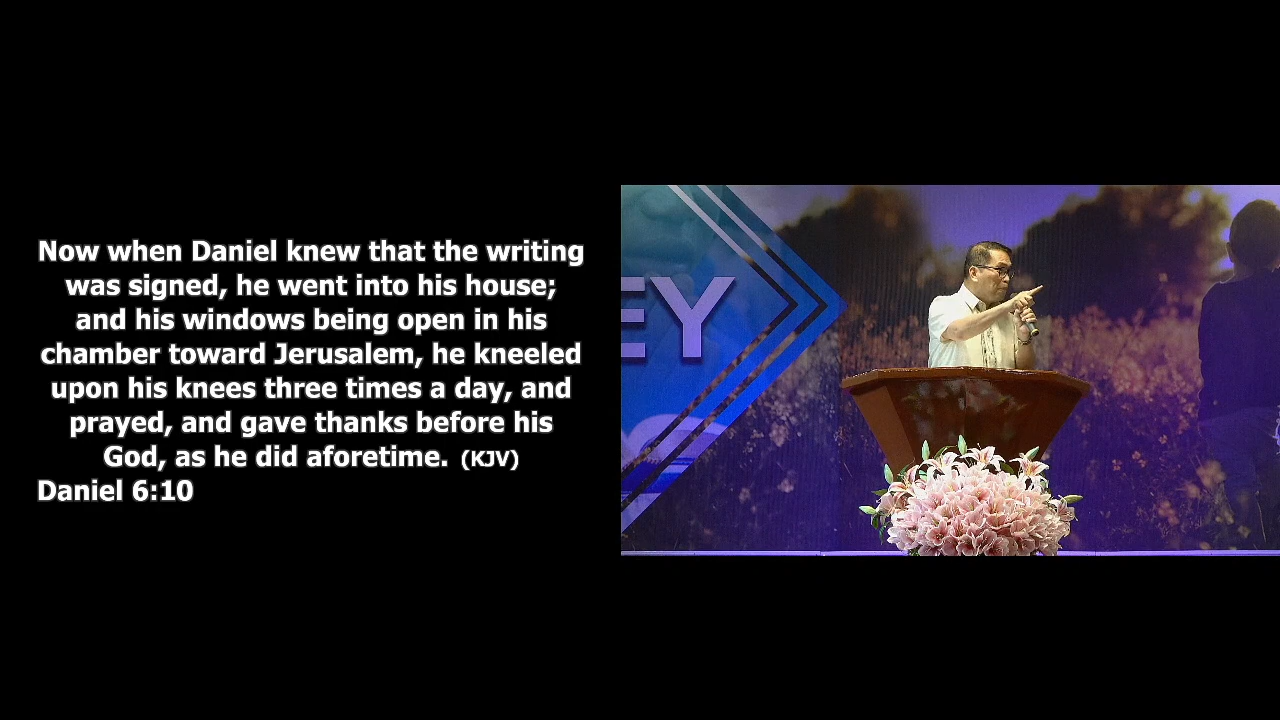 Now when Daniel knew that the writing
was signed, he went into his house;
and his windows being open in his
chamber toward Jerusalem, he kneeled
upon his knees three times a day, and
prayed, and gave thanks before his
God, as he did aforetime. (KJV)
Daniel 6:10
EY